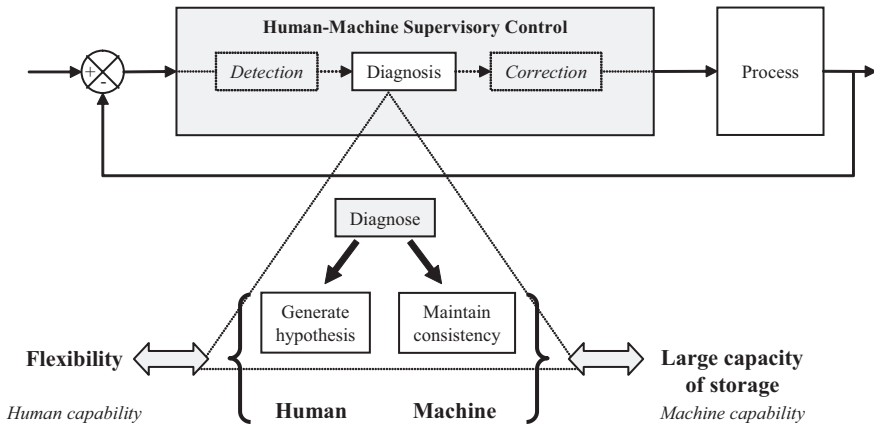 Human-Machine Supervisory Control
+
-
Detection
Diagnosis
Correction
Process
Diagnose
Generate
hypothesis
Maintain
consistency
Flexibility
Large capacity
of storage
Human capability
Human
Machine
Machine capability